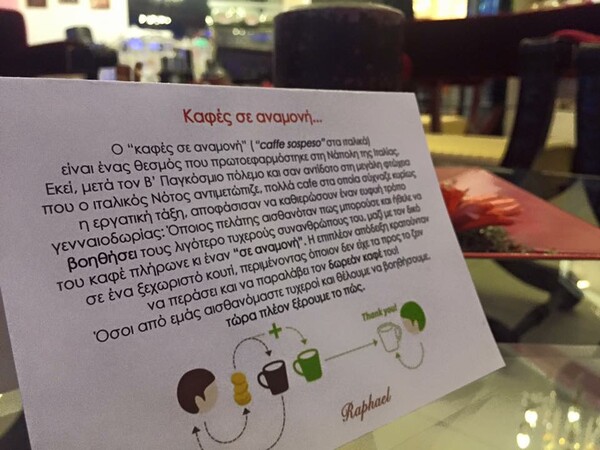 Καφές σε αναμονή...
Ο "καφές σε αναμονή" ( "caffe sospeso" στα ιταλικά)
είναι ένας θεσμός που πρωτοεφαρμόστηκε στη Νάπολη της Ιταλίας.
Εκεί, μετά τον Β' Παγκόσμιο πόλεμο και σαν αντίδοτο στη μεγάλη φτώχεια
που ο ιταλικός Νότος αντιμετώπιζε, πολλά cafe στα οποία σύχναζε κυρίως
η εργατική τάξη, αποφάσισαν να καθιερώσουν έναν ευφυή τρόπο
γενναιοδωρίας: Όποιος πελάτης αισθανόταν πως μπορούσε και ήθελε να
βοηθήσει τους λιγότερο τυχερούς συνανθρώπους του, μαζί με τον δικό
του καφέ πλήρωνε κι έναν "σε αναμονή". Η επιπλέον απόδειξη κρατούνταν
σε ένα ξεχωριστό κουτί, περιμένοντας όποιον δεν είχε τα προς το ζην
να περάσει και να παραλάβει τον δωρεάν καφέ του!
Όσοι από εμάς αισθανόμαστε τυχεροί και θέλουμε να βοηθήσουμε,
τώρα πλέον ξέρουμε το πώς.
Thank you!
Raphael